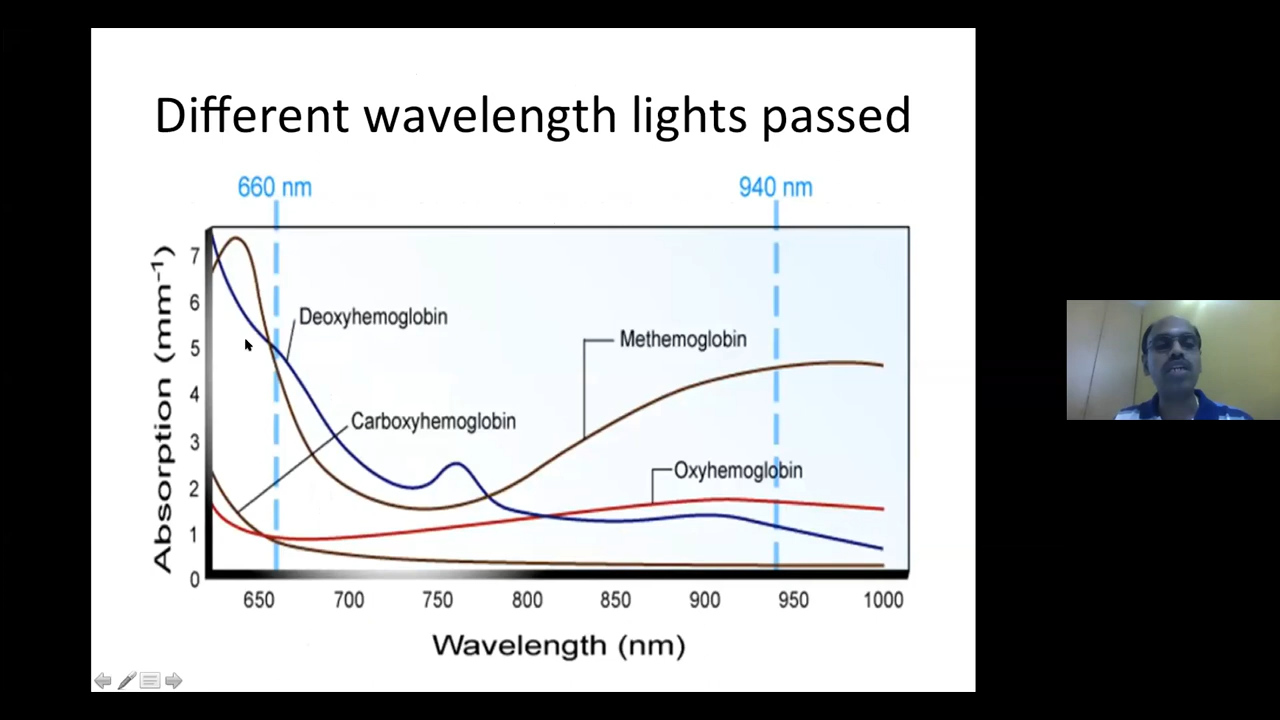 Different wavelength lights passed
660 nm
940 nm
Absorption (mm⁻¹)
7
6
5
4
3
2
1
0
Deoxyhemoglobin
Methemoglobin
Carboxyhemoglobin
Oxyhemoglobin
650 700 750 800 850 900 950 1000
Wavelength (nm)